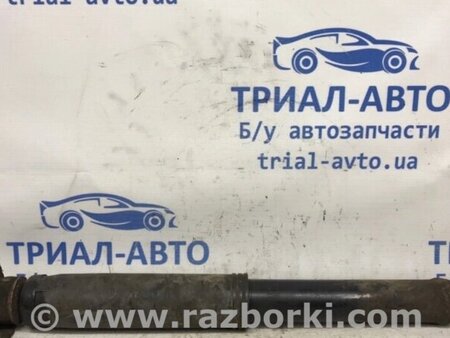 trial-avto.ua
ТРИАЛ-АВТО
Б/у автозапчасти
trial-avto.ua
ТРИАЛ-АВТО
Б/у
www.razborki.com